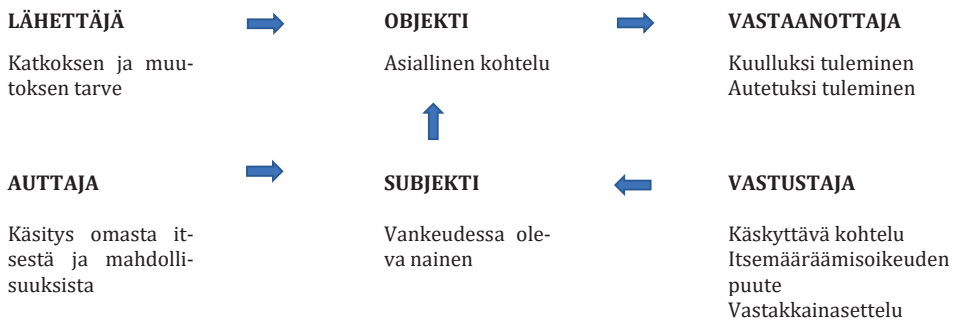 LÄHETTÄJÄ
OBJEKTI
VASTAANOTTAJA
Katkoksen ja muu-
toksen tarve
Asiallinen kohtelu
Kuulluksi tuleminen
Autetuksi tuleminen
AUTTAJA
SUBJEKTI
VASTUSTAJA
Käsitys omasta it-
sestä ja mahdolli-
suuksista
Vankeudessa ole-
va nainen
Käskyttävä kohtelu
Itsemääräämisoikeuden
puute
Vastakkainasettelu